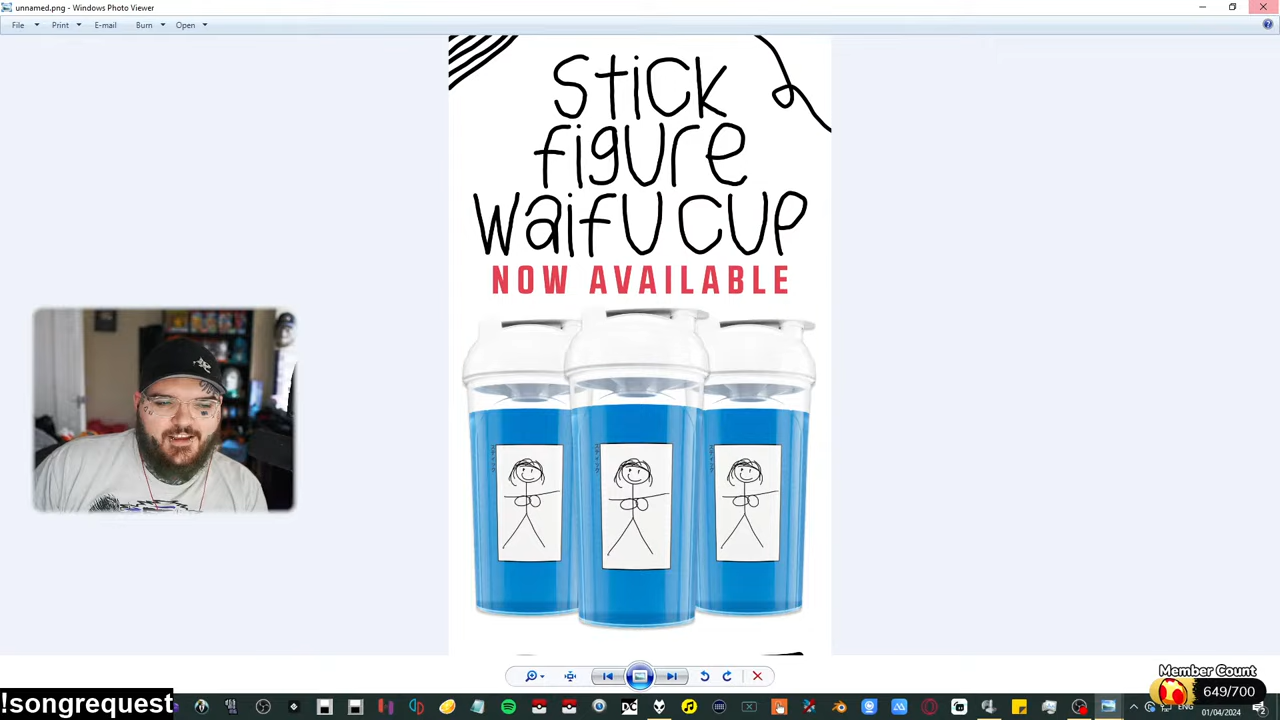 unnamed.png - Windows Photo Viewer
File Print E-mail Burn Open
Stick
figure
waifu cup
NOW AVAILABLE
Member Count
649/700
!songrequest
ENG
01/04/2024